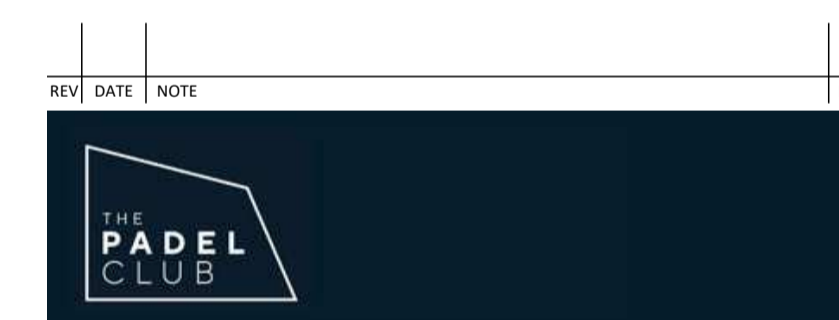 REV DATE NOTE
THE
PADEL
CLUB